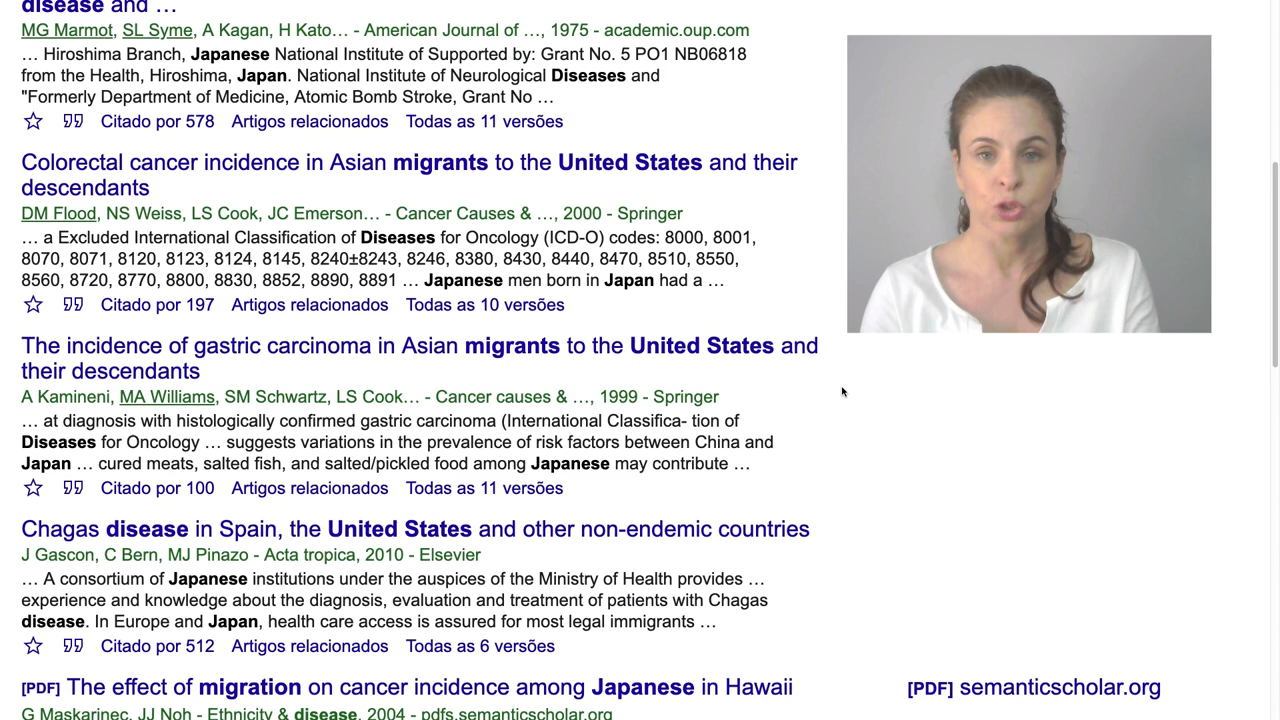 disease and …
MG Marmot, SL Syme, A Kagan, H Kato… - American Journal of …, 1975 - academic.oup.com
… Hiroshima Branch, Japanese National Institute of Supported by: Grant No. 5 PO1 NB06818
from the Health, Hiroshima, Japan. National Institute of Neurological Diseases and
"Formerly Department of Medicine, Atomic Bomb Stroke, Grant No …
Citado por 578 Artigos relacionados Todas as 11 versões
Colorectal cancer incidence in Asian migrants to the United States and their
descendants
DM Flood, NS Weiss, LS Cook, JC Emerson… - Cancer Causes & …, 2000 - Springer
… a Excluded International Classification of Diseases for Oncology (ICD-O) codes: 8000, 8001,
8070, 8071, 8120, 8123, 8124, 8145, 8240±8243, 8246, 8380, 8430, 8440, 8470, 8510, 8550,
8560, 8720, 8770, 8800, 8830, 8852, 8890, 8891 … Japanese men born in Japan had a …
Citado por 197 Artigos relacionados Todas as 10 versões
The incidence of gastric carcinoma in Asian migrants to the United States and
their descendants
A Kamineni, MA Williams, SM Schwartz, LS Cook… - Cancer causes & …, 1999 - Springer
… at diagnosis with histologically confirmed gastric carcinoma (International Classifica- tion of
Diseases for Oncology … suggests variations in the prevalence of risk factors between China and
Japan … cured meats, salted fish, and salted/pickled food among Japanese may contribute …
Citado por 100 Artigos relacionados Todas as 11 versões
Chagas disease in Spain, the United States and other non-endemic countries
J Gascon, C Bern, MJ Pinazo - Acta tropica, 2010 - Elsevier
… A consortium of Japanese institutions under the auspices of the Ministry of Health provides …
experience and knowledge about the diagnosis, evaluation and treatment of patients with Chagas
disease. In Europe and Japan, health care access is assured for most legal immigrants …
Citado por 512 Artigos relacionados Todas as 6 versões
[PDF] The effect of migration on cancer incidence among Japanese in Hawaii
[PDF] semanticscholar.org
G Maskarinec, JJ Noh - Ethnicity & disease, 2004 - pdfs.semanticscholar.org